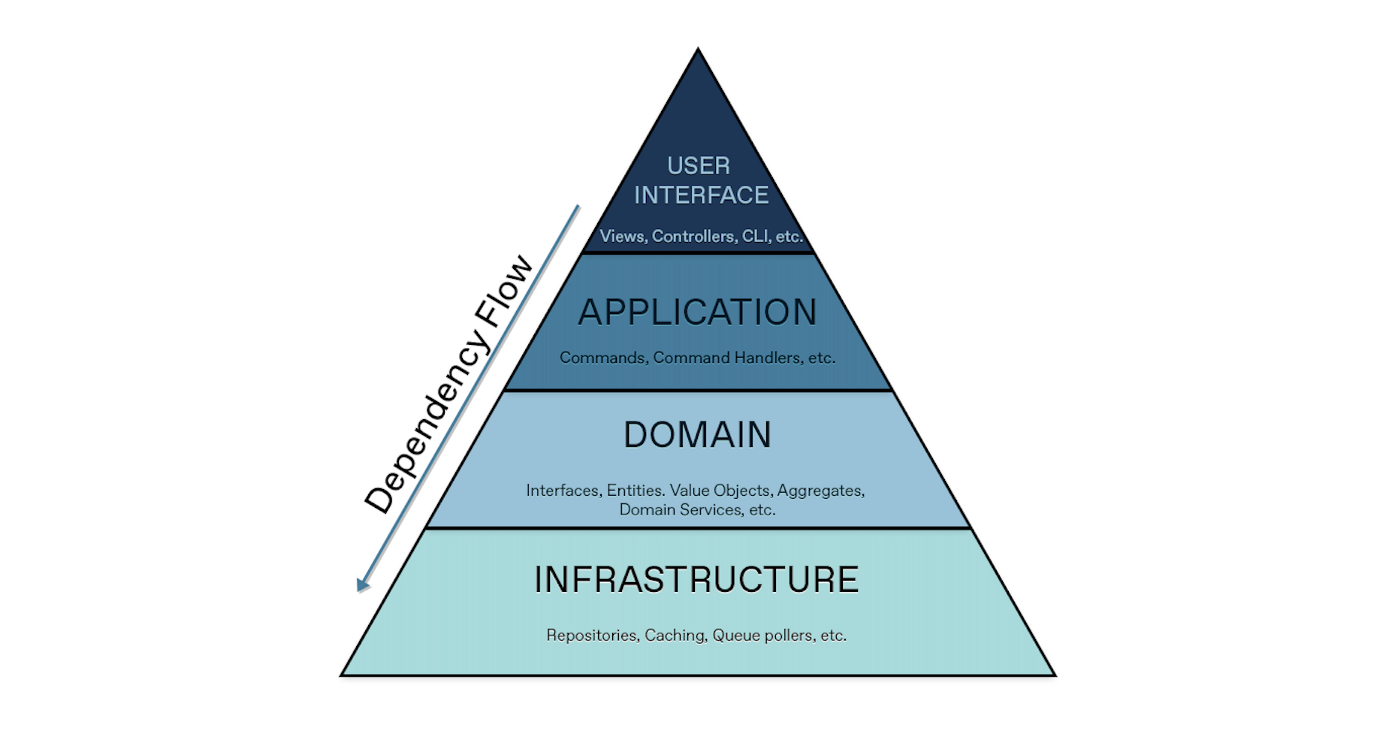 USER
INTERFACE
Views, Controllers, CLI, etc.
Dependency Flow
APPLICATION
Commands, Command Handlers, etc.
DOMAIN
Interfaces, Entities. Value Objects, Aggregates,
Domain Services, etc.
INFRASTRUCTURE
Repositories, Caching, Queue pollers, etc.